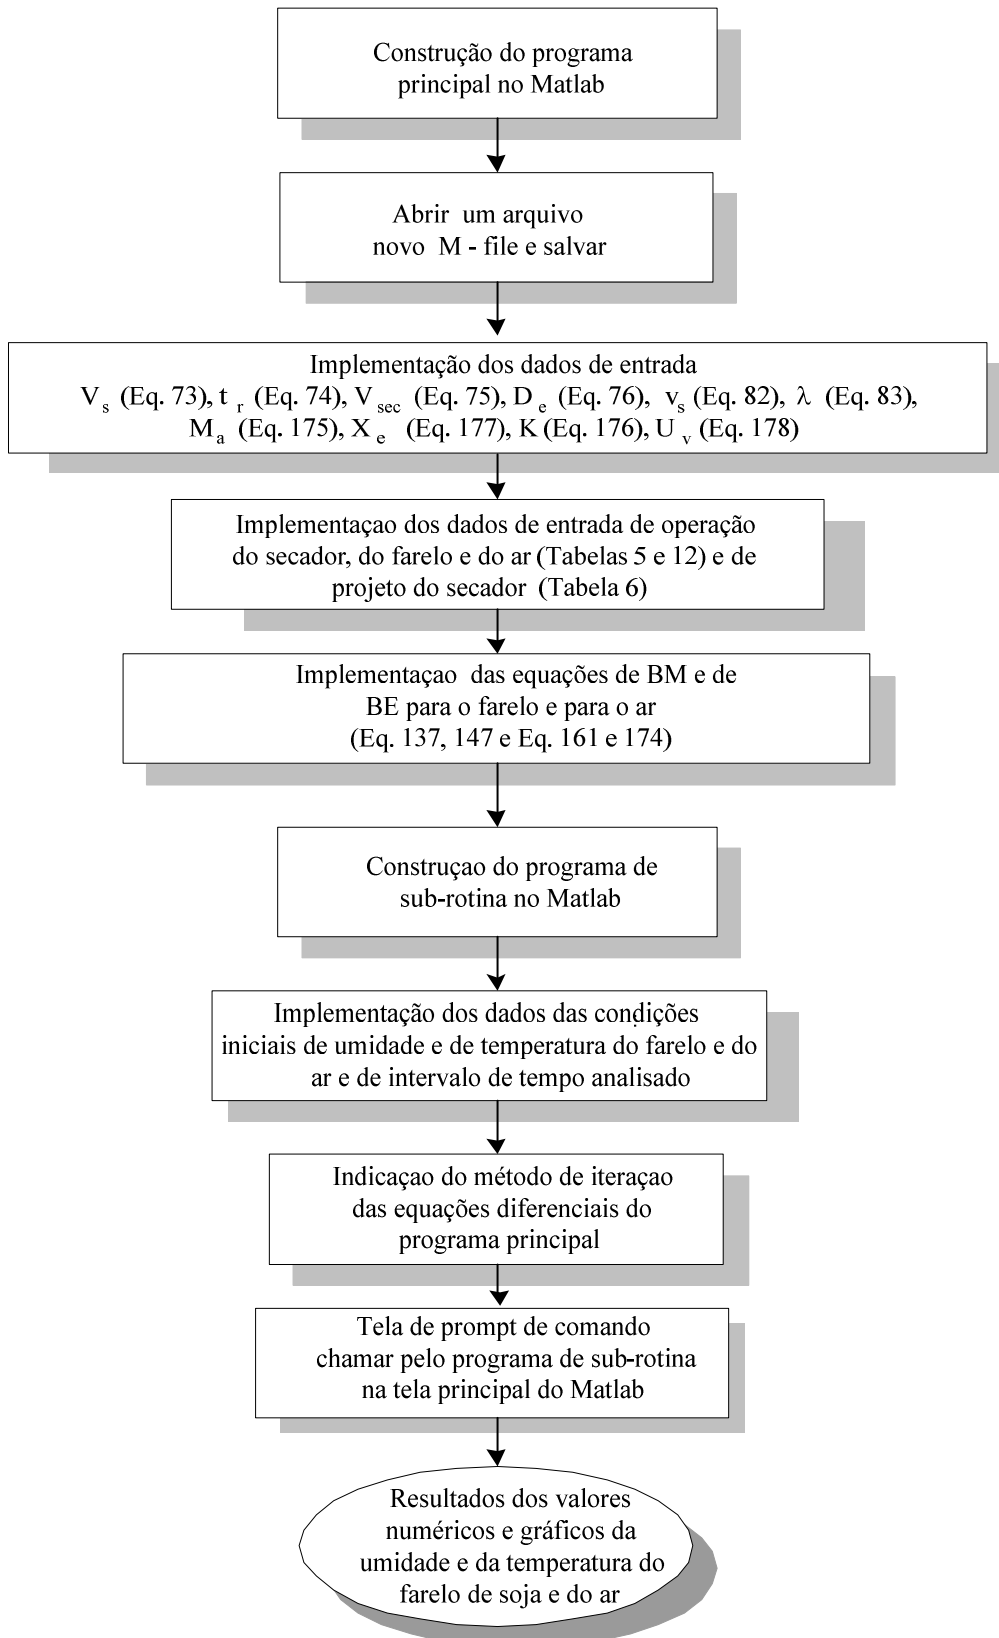 Construção do programa
principal no Matlab
Abrir um arquivo
novo M - file e salvar
Implementação dos dados de entrada
V s (Eq. 73), t r (Eq. 74), V sec (Eq. 75), D e (Eq. 76), v s (Eq. 82), λ (Eq. 83),
M a (Eq. 175), X e (Eq. 177), K (Eq. 176), U v (Eq. 178)
Implementaçao dos dados de entrada de operação
do secador, do farelo e do ar (Tabelas 5 e 12) e de
projeto do secador (Tabela 6)
Implementaçao das equações de BM e de
BE para o farelo e para o ar
(Eq. 137, 147 e Eq. 161 e 174)
Construçao do programa de
sub-rotina no Matlab
Implementação dos dados das condições
iniciais de umidade e de temperatura do farelo e do
ar e de intervalo de tempo analisado
Indicaçao do método de iteraçao
das equações diferenciais do
programa principal
Tela de prompt de comando
chamar pelo programa de sub-rotina
na tela principal do Matlab
Resultados dos valores
numéricos e gráficos da
umidade e da temperatura do
farelo de soja e do ar